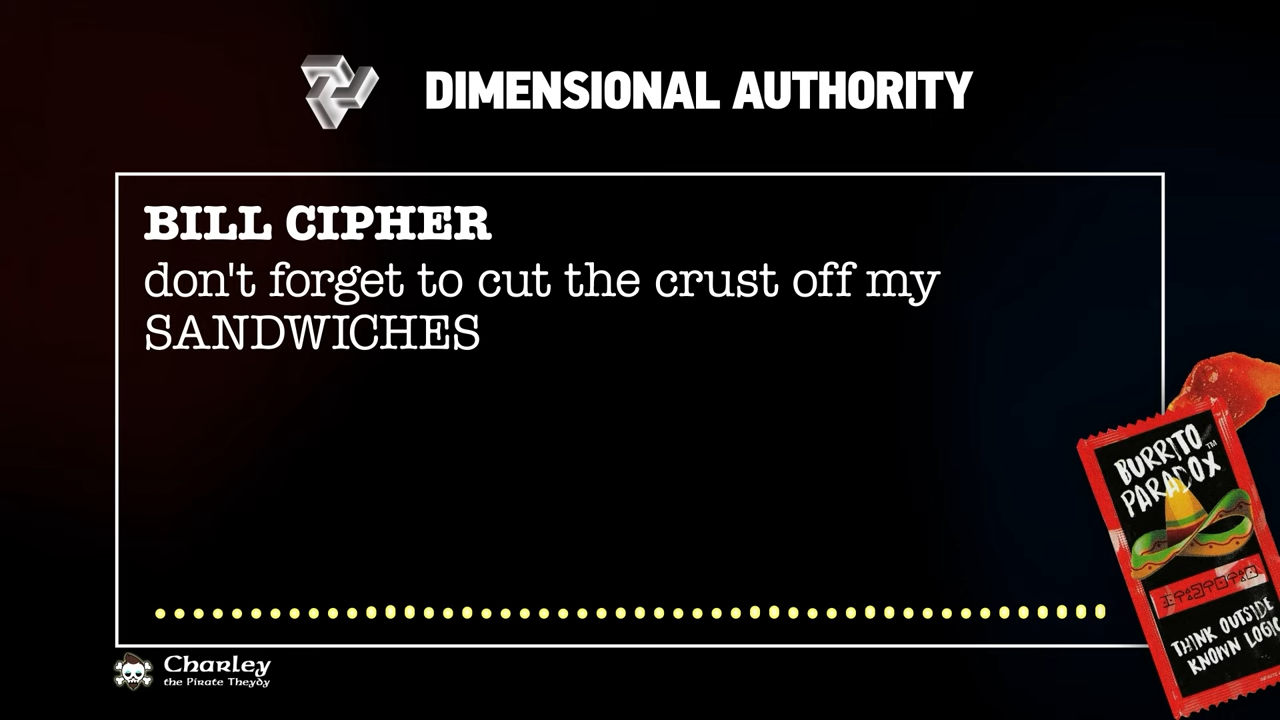 DIMENSIONAL AUTHORITY
BILL CIPHER
don't forget to cut the crust off my
SANDWICHES
BURRITO
PARADOX™
THINK OUTSIDE
KNOWN LOGIC
Charley
the Pirate Theydy